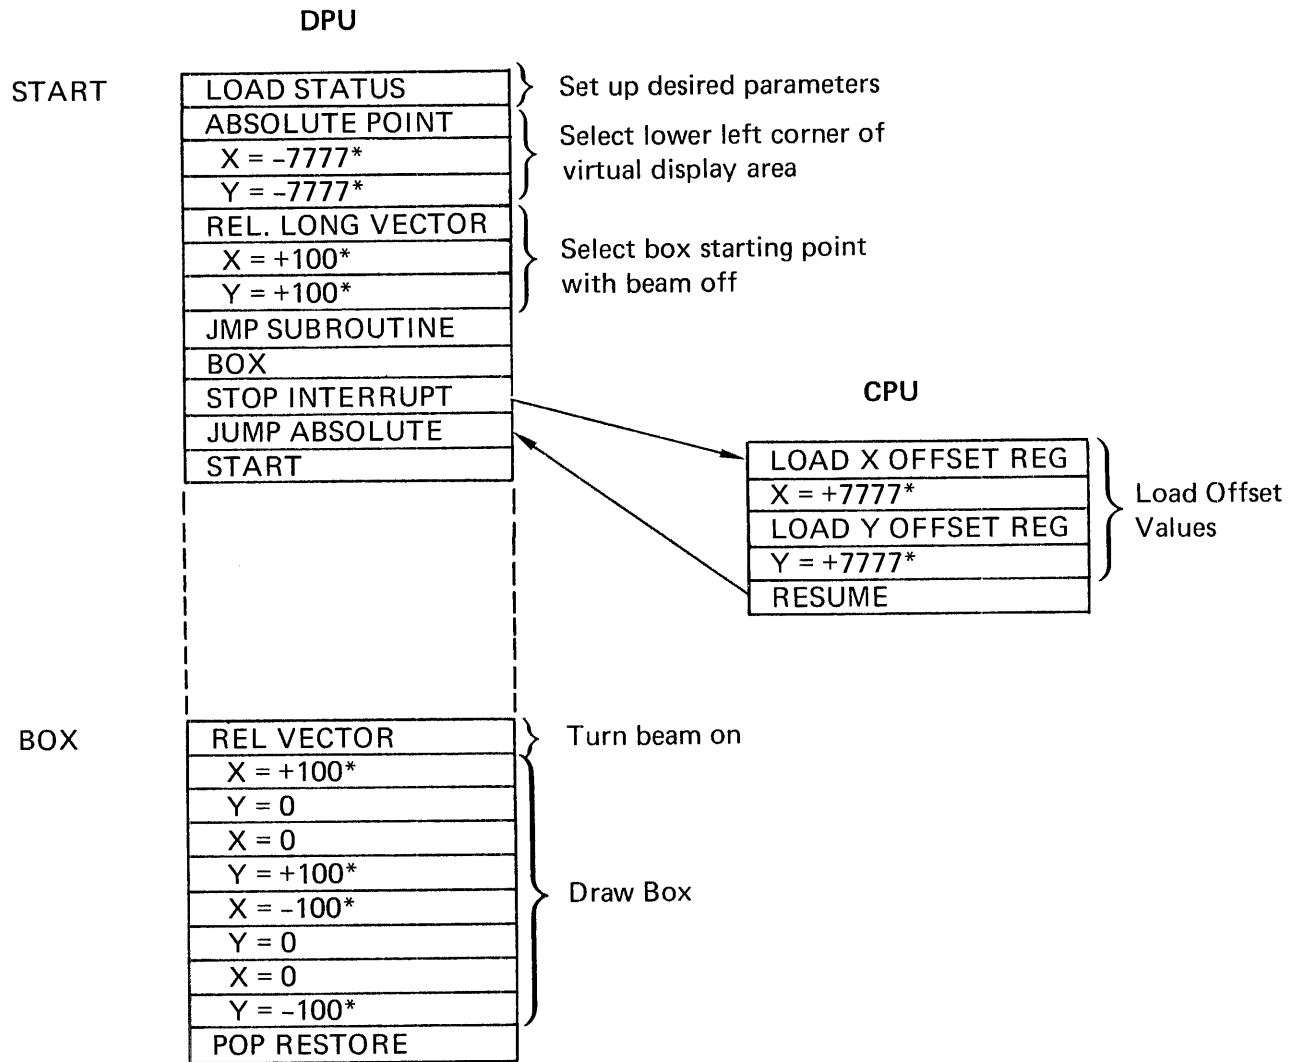 DPU
START
LOAD STATUS
Set up desired parameters
ABSOLUTE POINT
X = –7777*
Y = –7777*
Select lower left corner of
virtual display area
REL. LONG VECTOR
X = +100*
Y = +100*
Select box starting point
with beam off
JMP SUBROUTINE
BOX
STOP INTERRUPT
JUMP ABSOLUTE
START
CPU
LOAD X OFFSET REG
X = +7777*
LOAD Y OFFSET REG
Y = +7777*
RESUME
Load Offset
Values
BOX
REL VECTOR
Turn beam on
X = +100*
Y = 0
X = 0
Y = +100*
X = –100*
Y = 0
X = 0
Y = –100*
Draw Box
POP RESTORE